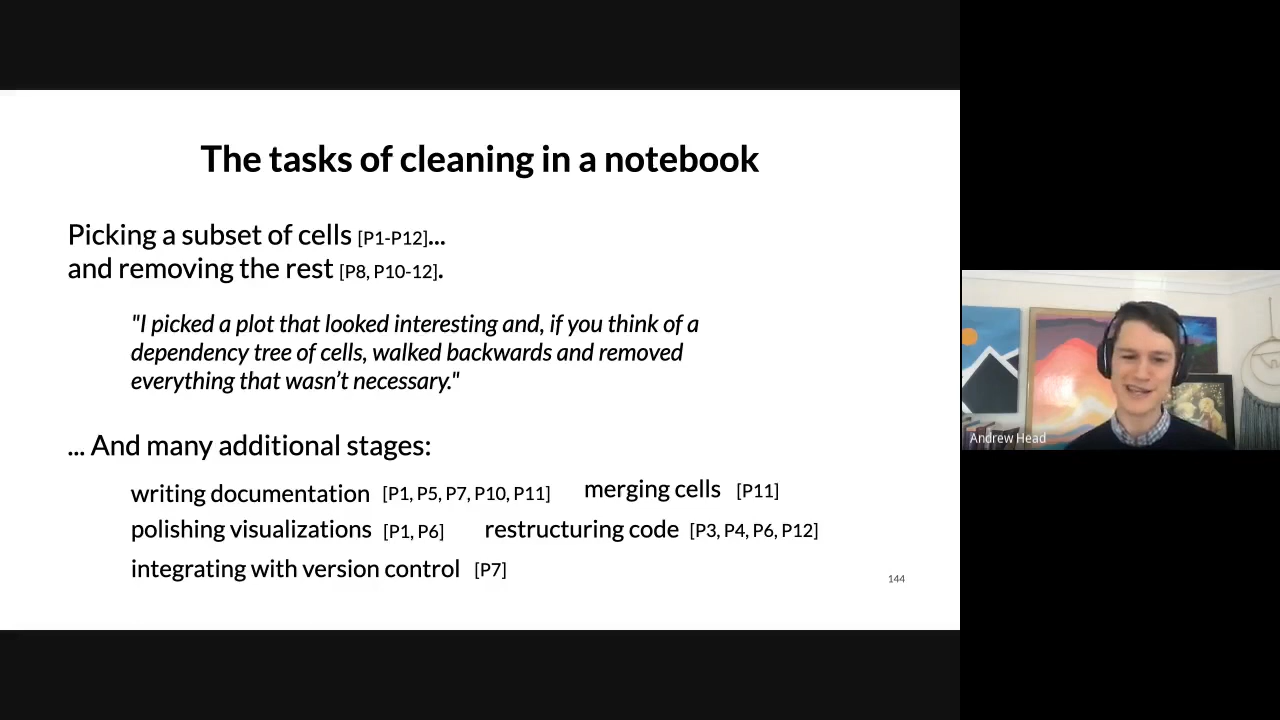 The tasks of cleaning in a notebook
Picking a subset of cells [P1-P12]...
and removing the rest [P8, P10-12].
"I picked a plot that looked interesting and, if you think of a
dependency tree of cells, walked backwards and removed
everything that wasn’t necessary."
... And many additional stages:
writing documentation [P1, P5, P7, P10, P11] merging cells [P11]
polishing visualizations [P1, P6] restructuring code [P3, P4, P6, P12]
integrating with version control [P7]
144
Andrew Head